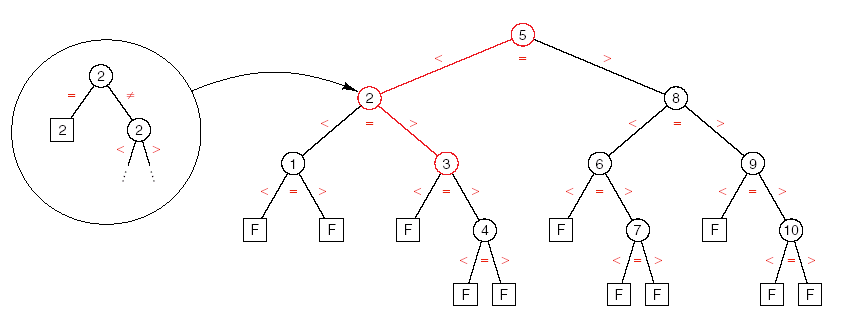 5
< = >
2
= ≠
2 2
< >
2 8
< = > < = >
1 3 6 9
< = > < = > < = > < = >
F F F 4 F 7 F 10
< = > < = > < = >
F F F F F F